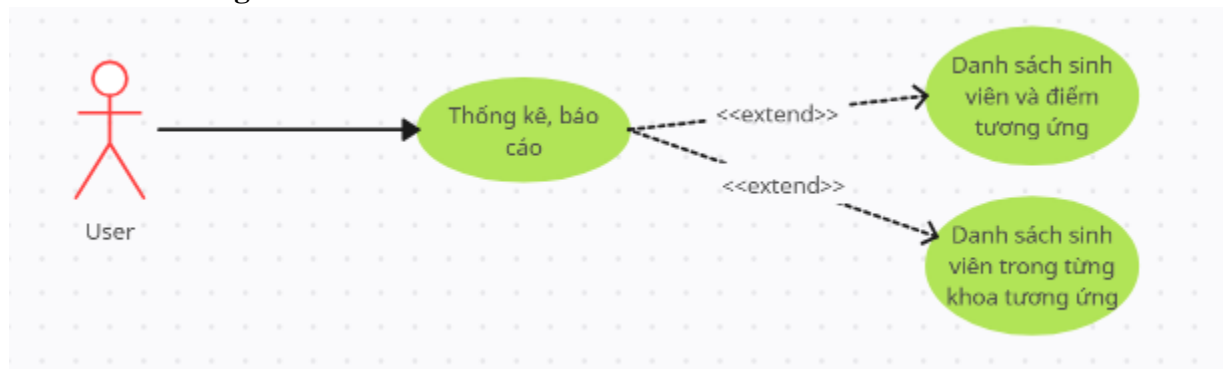 Thống kê, báo
cáo
<<extend>>
<<extend>>
Danh sách sinh
viên và điểm
tương ứng
Danh sách sinh
viên trong từng
khoa tương ứng
User